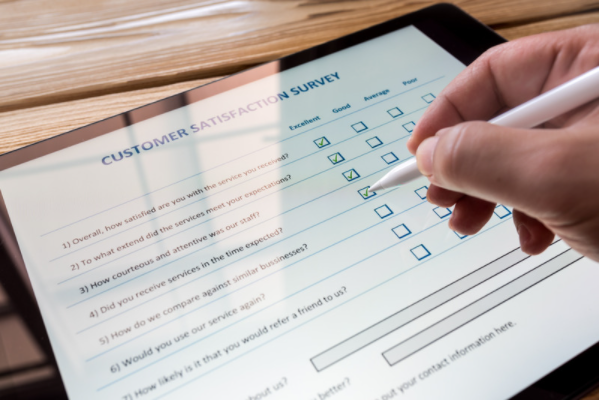 CUSTOMER SATISFACTION SURVEY
Excellent Good Average Poor
1) Overall, how satisfied are you with the service you received?
2) To what extend did the services meet your expectations?
3) How courteous and attentive was our staff?
4) Did you receive services in the time expected?
5) How do we compare against similar bussinesses?
6) Would you use our service again?
7) How likely is it that you would refer a friend to us?
about us?
better?
out your contact information here.